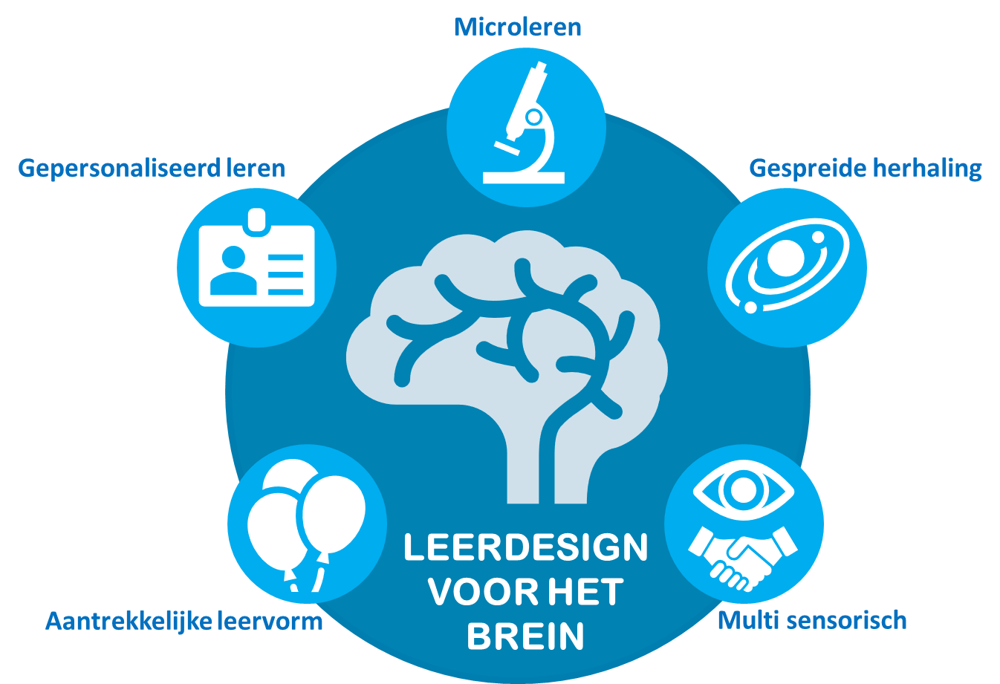 Microleren
Gepersonaliseerd leren
Gespreide herhaling
LEERDESIGN
VOOR HET
BREIN
Aantrekkelijke leervorm
Multi sensorisch